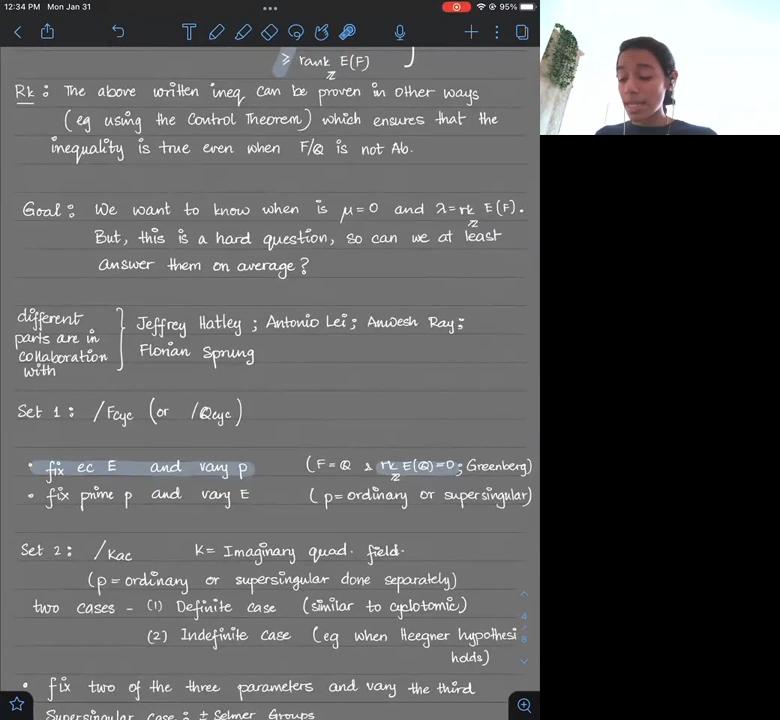 12:34 PM Mon Jan 31
95%
≥ rank E(F)
ℤ
Rk : The above written ineq can be proven in other ways
(eg using the Control Theorem) which ensures that the
inequality is true even when F/Q is not Ab.
Goal : We want to know when is μ=0 and λ=rk E(F).
ℤ
But, this is a hard question, so can we at least
answer them on average?
different
parts are in
collaboration
with
Jeffrey Hatley ; Antonio Lei ; Anwesh Ray ;
Florian Sprung
Set 1 : /Fcyc (or /Qcyc)
• fix ec E and vary p (F = Q & rk E(Q)=0 ; Greenberg)
ℤ
• fix prime p and vary E (p = ordinary or supersingular)
Set 2 : /Kac K = Imaginary quad. field.
(p = ordinary or supersingular done separately)
two cases - (1) Definite case (similar to cyclotomic)
(2) Indefinite case (eg when Heegner hypothesi
holds)
4
/
8
• fix two of the three parameters and vary the third
Supersingular case : ± Selmer Groups